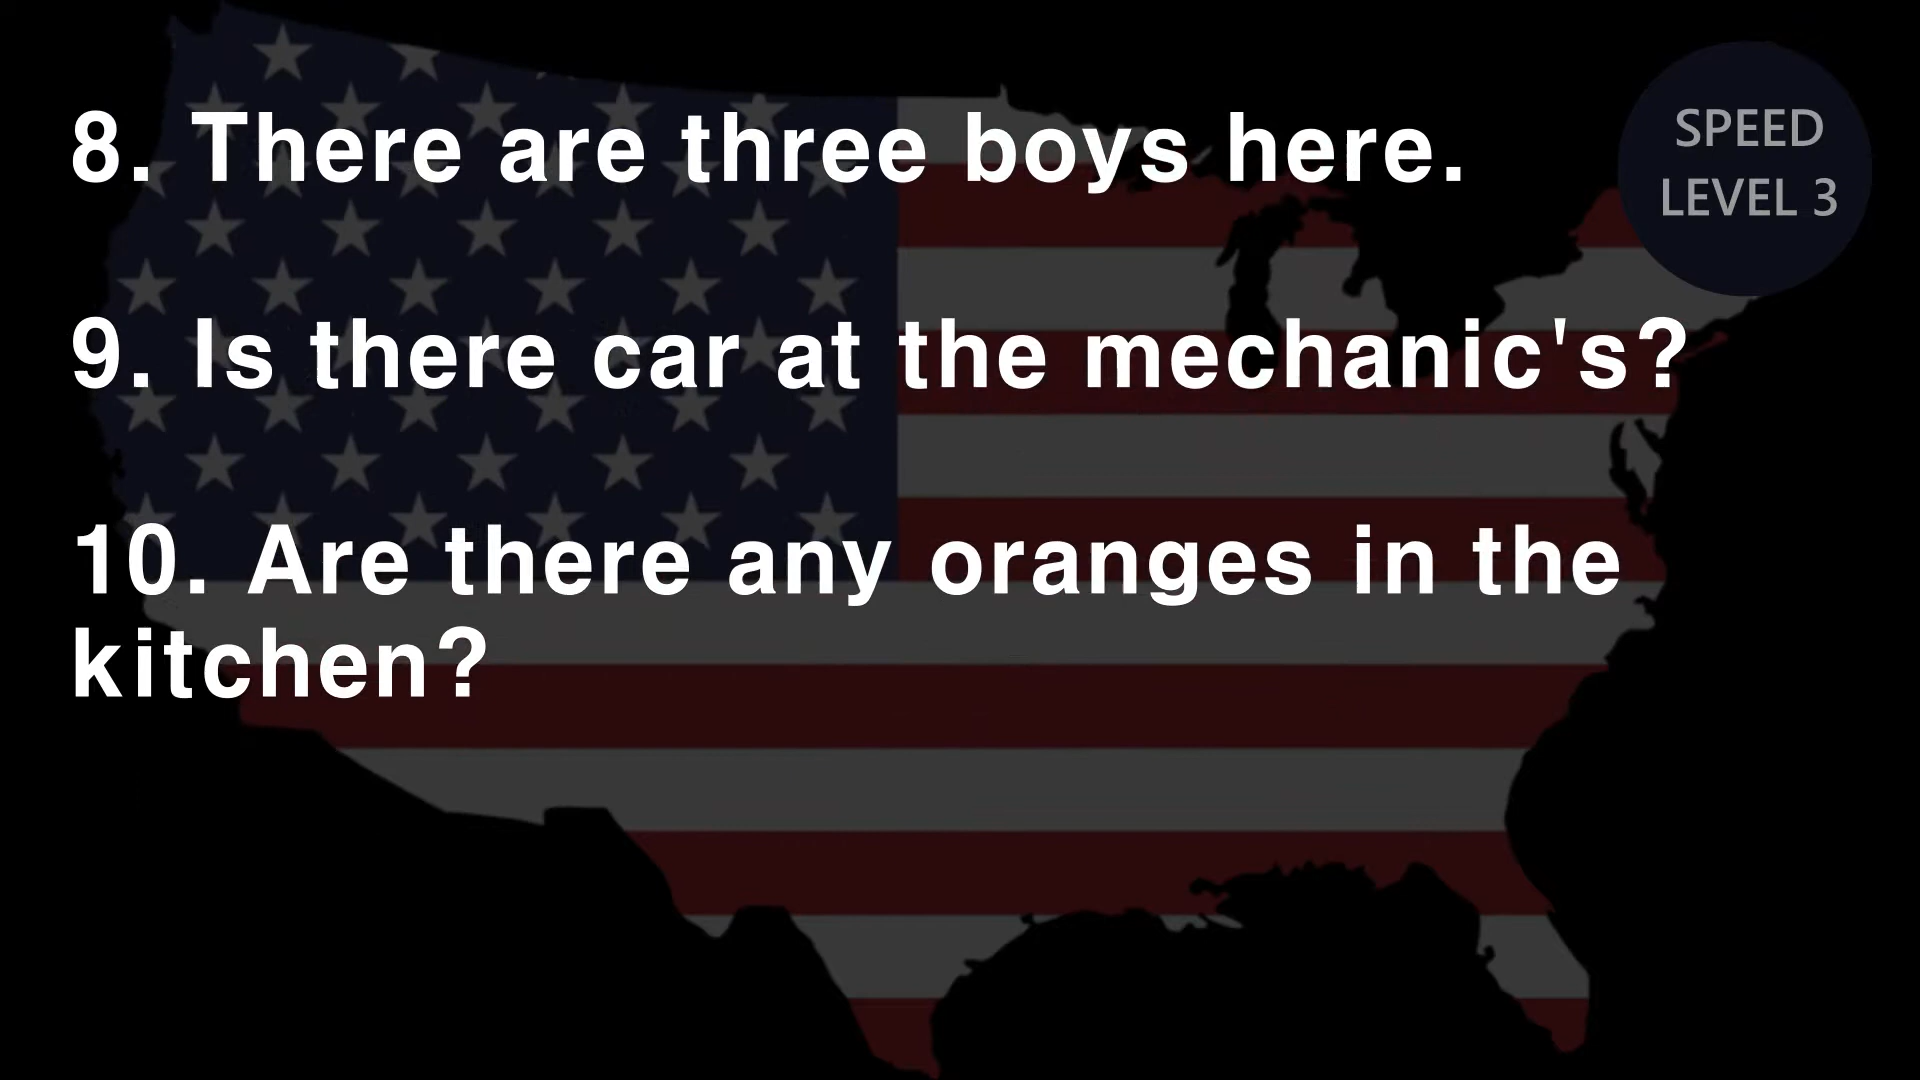 8. There are three boys here.
SPEED
LEVEL 3
9. Is there car at the mechanic's?
10. Are there any oranges in the
kitchen?